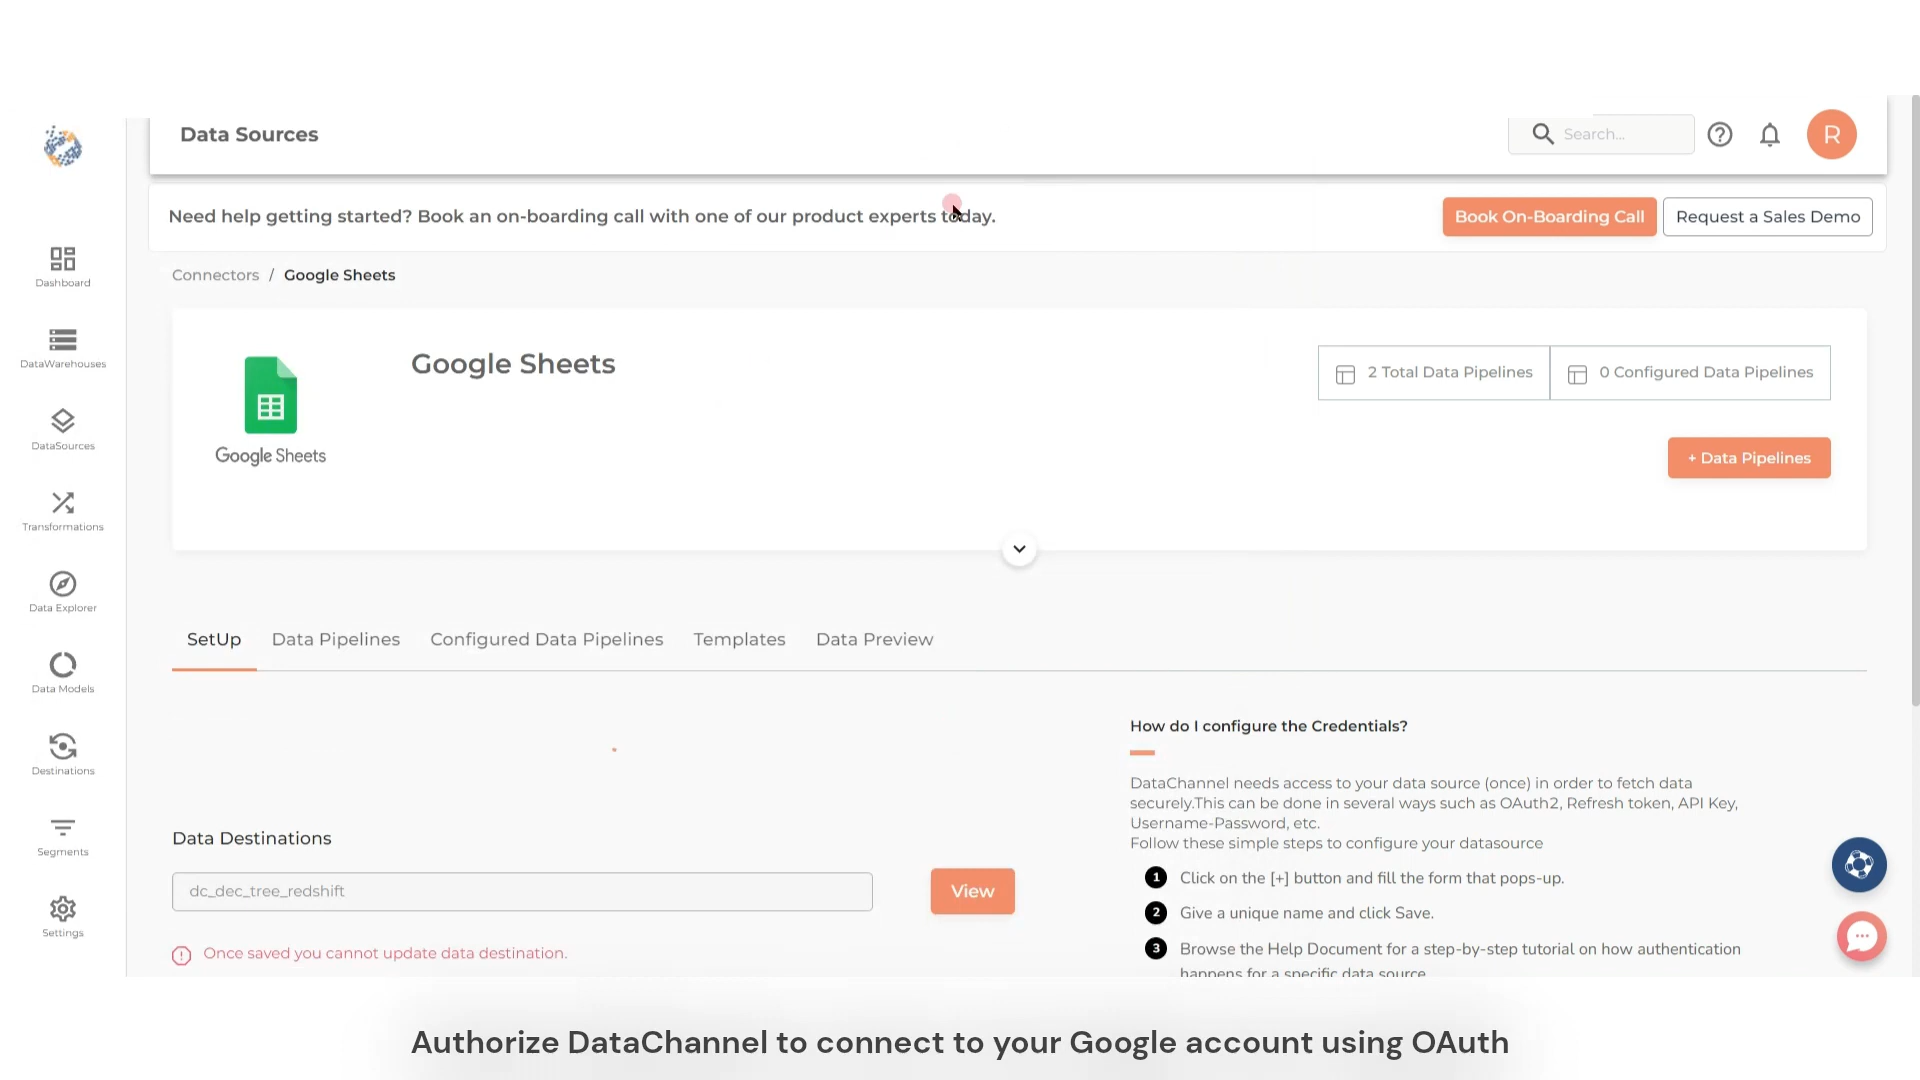 Data Sources
Search...
R
Need help getting started? Book an on-boarding call with one of our product experts today.
Book On-Boarding Call
Request a Sales Demo
Connectors / Google Sheets
Google Sheets
Google Sheets
2 Total Data Pipelines
0 Configured Data Pipelines
+ Data Pipelines
Dashboard
DataWarehouses
DataSources
Transformations
Data Explorer
Data Models
Destinations
Segments
Settings
SetUp
Data Pipelines
Configured Data Pipelines
Templates
Data Preview
Data Destinations
dc_dec_tree_redshift
View
Once saved you cannot update data destination.
How do I configure the Credentials?
DataChannel needs access to your data source (once) in order to fetch data
securely.This can be done in several ways such as OAuth2, Refresh token, API Key,
Username-Password, etc.
Follow these simple steps to configure your datasource
1 Click on the [+] button and fill the form that pops-up.
2 Give a unique name and click Save.
3 Browse the Help Document for a step-by-step tutorial on how authentication
happens for a specific data source
Authorize DataChannel to connect to your Google account using OAuth